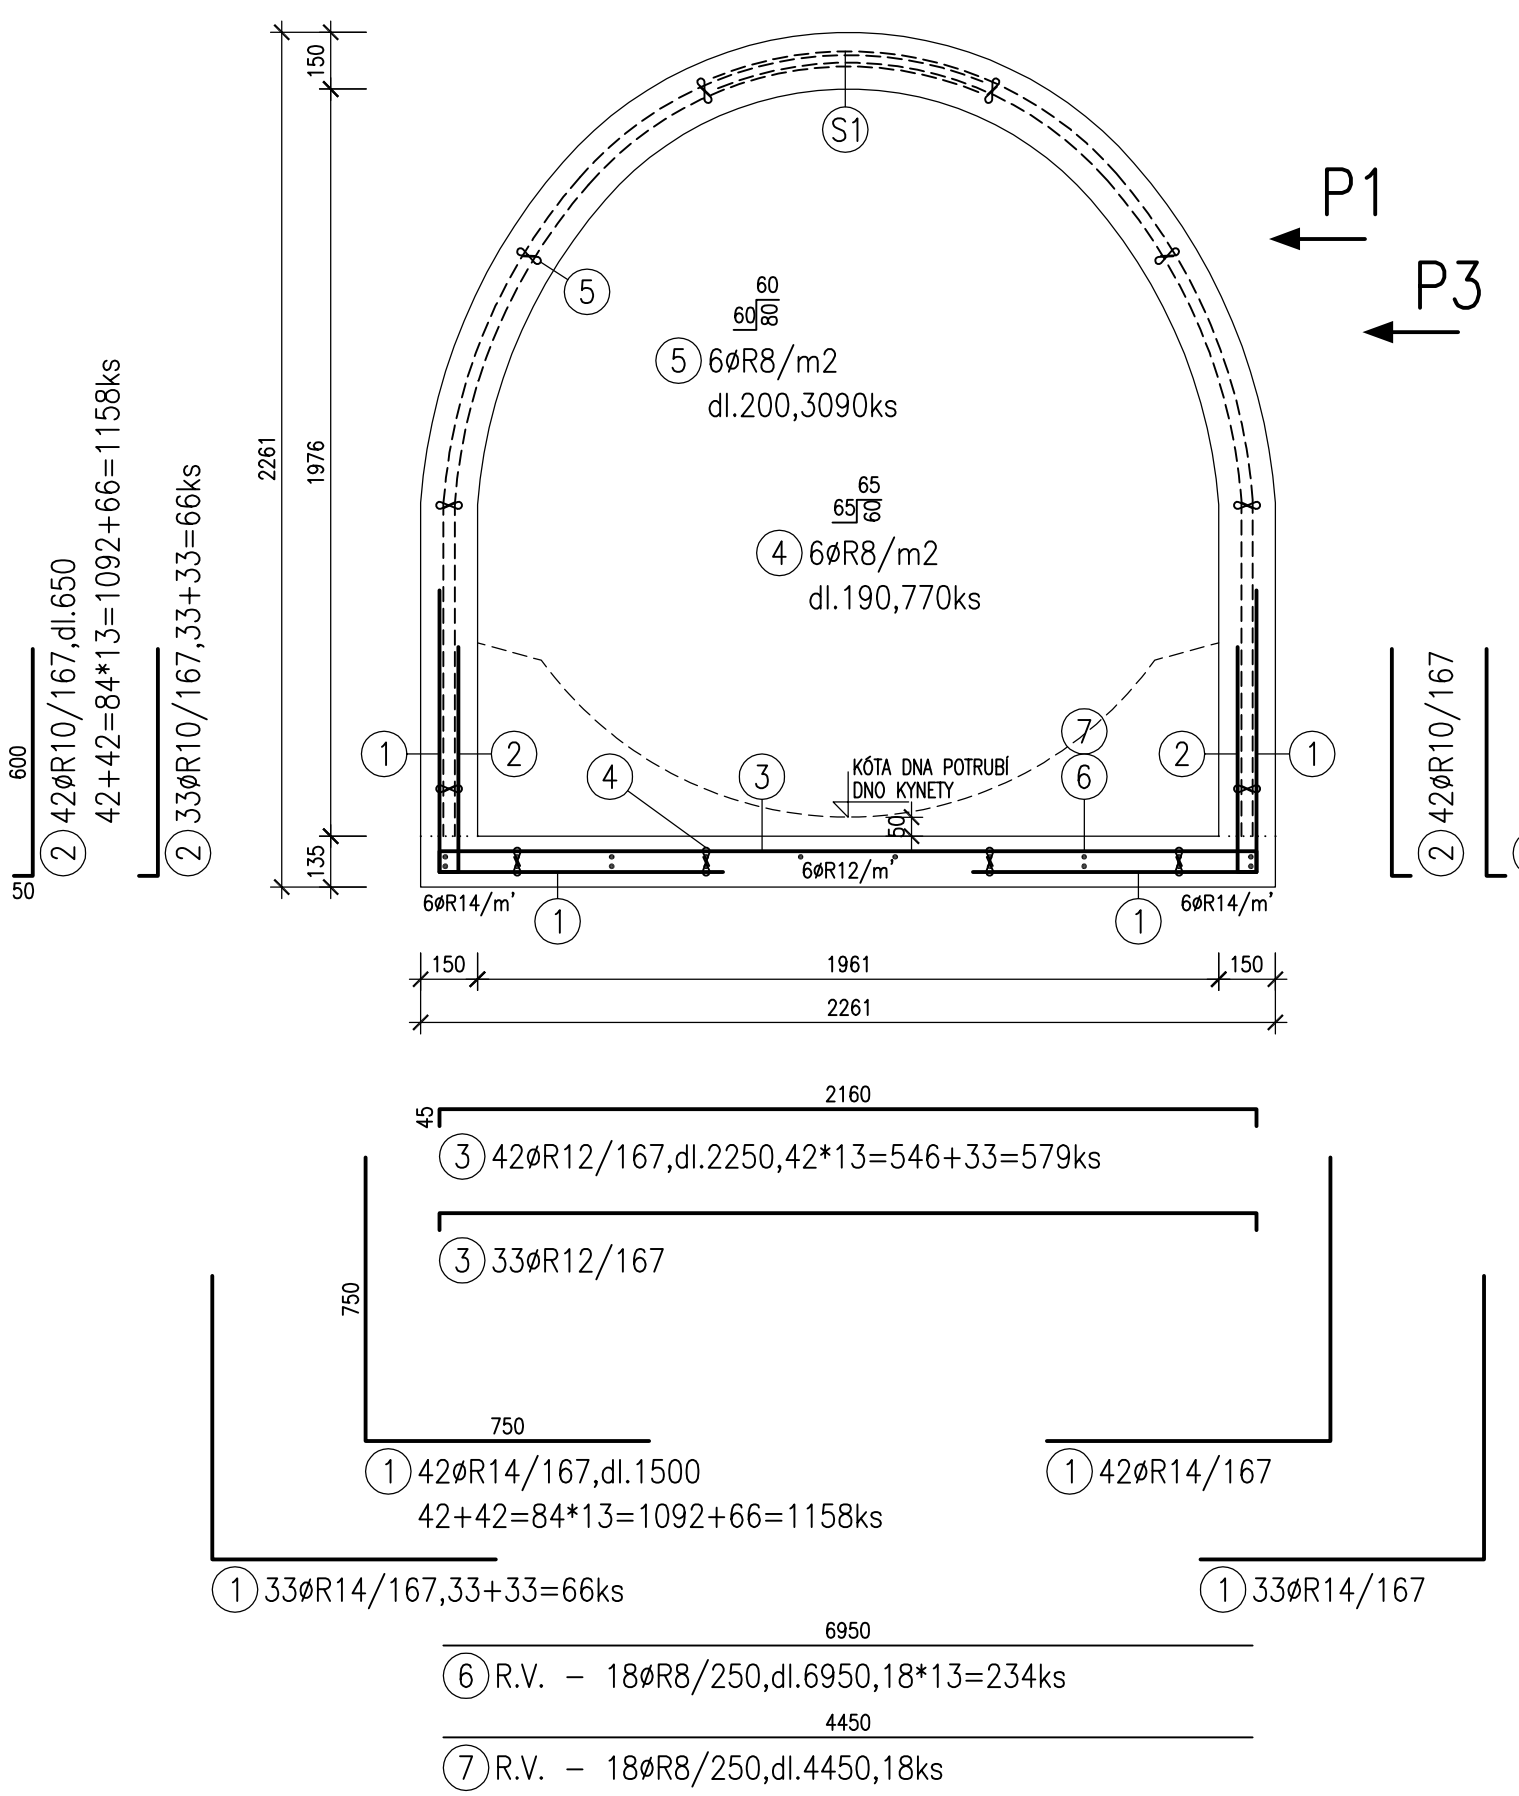 150
S1
P1
P3
5
60
60
80
5 6øR8/m2
dl.200,3090ks
2261
1976
65
65
60
4 6øR8/m2
dl.190,770ks
600
50
2 42øR10/167,dl.650
42+42=84*13=1092+66=1158ks
2 33øR10/167,33+33=66ks
2 42øR10/167
1
2
4
3
7
6
2
1
KÓTA DNA POTRUBÍ
DNO KYNETY
50
135
6øR12/m'
6øR14/m'
1
1
6øR14/m'
150
1961
150
2261
2160
45
3 42øR12/167,dl.2250,42*13=546+33=579ks
3 33øR12/167
750
750
1 42øR14/167,dl.1500
42+42=84*13=1092+66=1158ks
1 42øR14/167
1 33øR14/167,33+33=66ks
1 33øR14/167
6950
6 R.V. - 18øR8/250,dl.6950,18*13=234ks
4450
7 R.V. - 18øR8/250,dl.4450,18ks